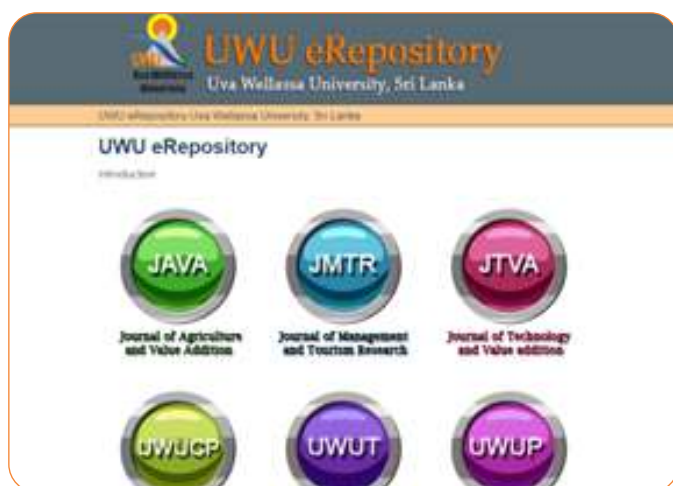 UWU eRepository
Uva Wellassa University, Sri Lanka
UWU eRepository Uva Wellassa University, Sri Lanka
UWU eRepository
Introduction
JAVA
JMTR
JTVA
Journal of Agriculture
and Value Addition
Journal of Management
and Tourism Research
Journal of Technology
and Value addition
UWUCP
UWUT
UWUP